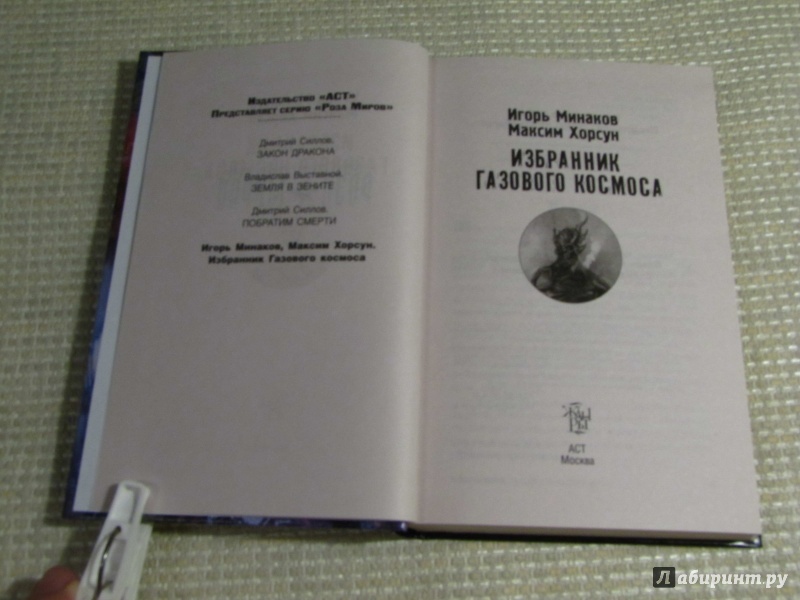 Издательство «АСТ»
Представляет серию «Роза Миров»
Дмитрий Силлов.
ЗАКОН ДРАКОНА
Владислав Выставной.
ЗЕМЛЯ В ЗЕНИТЕ
Дмитрий Силлов.
ПОБРАТИМ СМЕРТИ
Игорь Минаков, Максим Хорсун.
Избранник Газового космоса
Игорь Минаков
Максим Хорсун
ИЗБРАННИК
ГАЗОВОГО КОСМОСА
АСТ
Москва
Лабиринт.ру